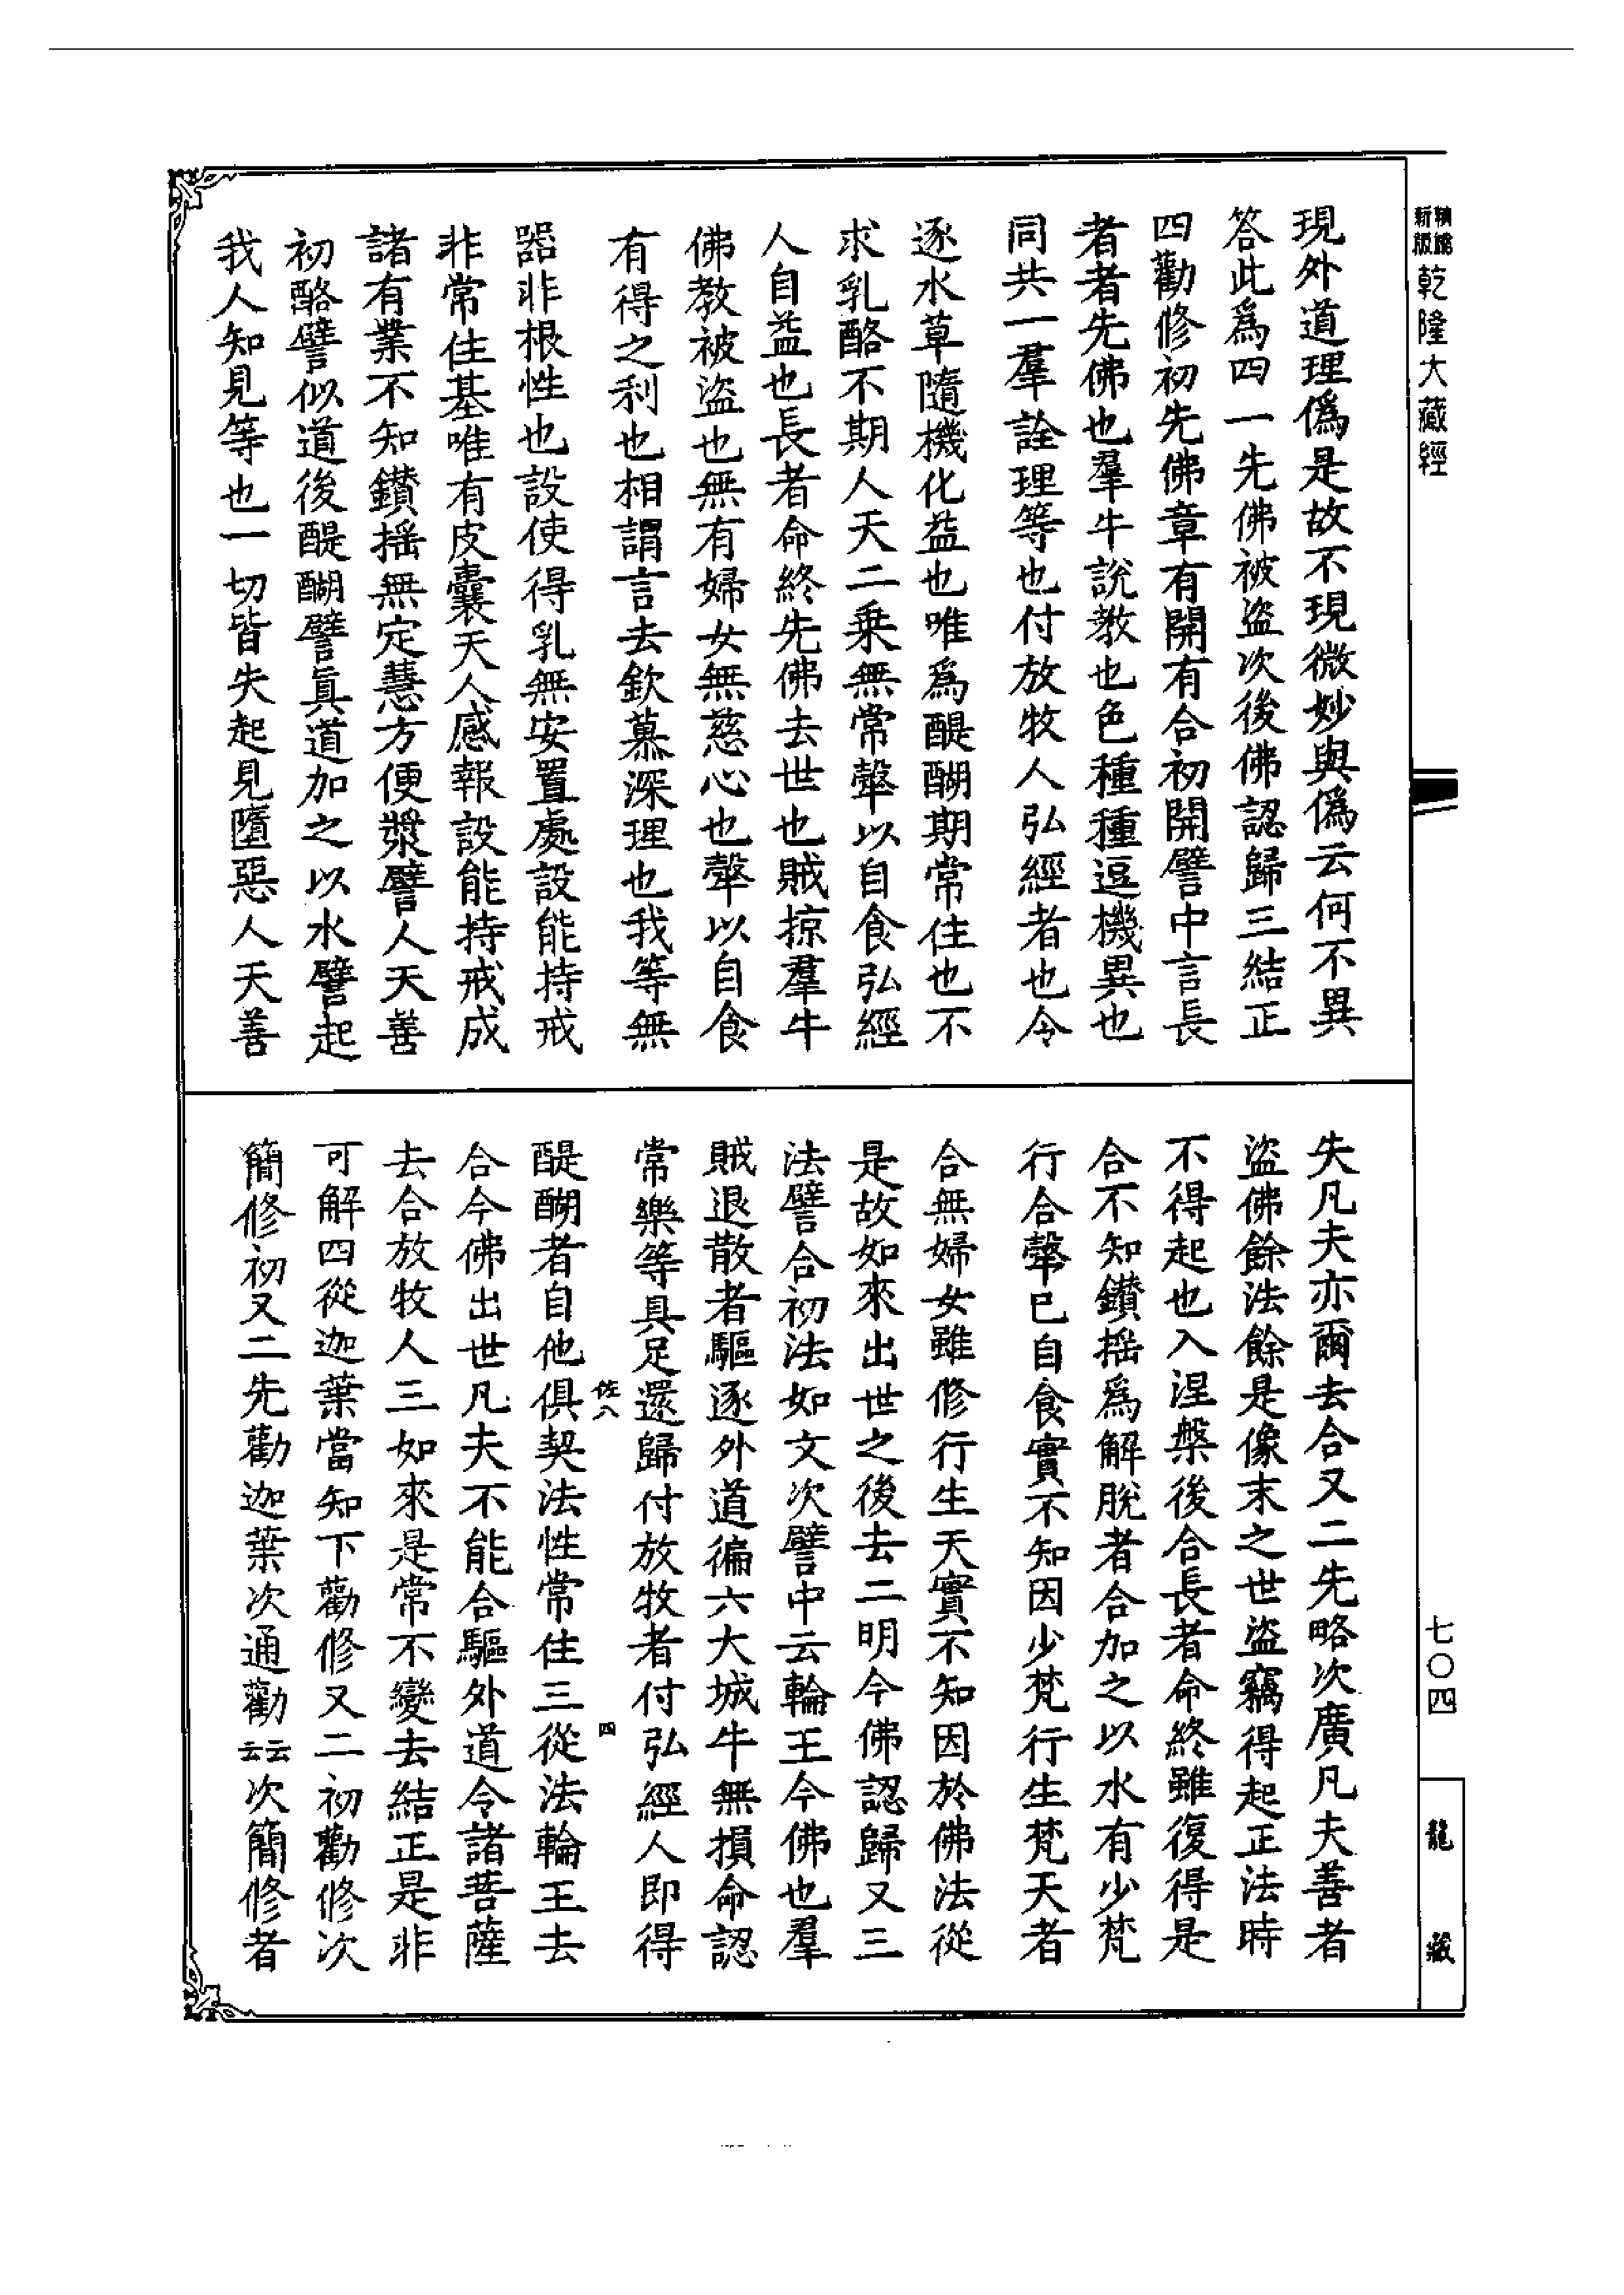 新版
精縮
乾隆大藏經
現外道理僞是故不現微妙與僞云何不異
答此爲四一先佛被盜次後佛認歸三結正
四勸修初先佛章有開有合初開譬中言長
者者先佛也羣牛說教也色種種逗機異也
同共一羣詮理等也付放牧人弘經者也令
逐水草隨機化益也唯爲醍醐期常住也不
求乳酪不期人天二乗無常犖以自食弘經
人自益也長者命終先佛去世也賊掠羣牛
佛教被盜也無有婦女無慈心也犖以自食
有得之利也相謂言去欽慕深理也我等無
器非根性也設使得乳無安置處設能持戒
非常住基唯有皮囊天人感報設能持戒成
諸有業不知鑚揺無定慧方便漿譬人天善
初酪譬似道後醍醐譬眞道加之以水譬起
我人知見等也一切皆失起見墮惡人天善
失凡夫亦爾去合又二先略次廣凡夫善者
盜佛餘法餘是像末之世盜竊得起正法時
不得起也入涅槃後合長者命終雖復得是
合不知鑚揺爲解脫者合加之以水有少梵
行合犖已自食實不知因少梵行生梵天者
合無婦女雖修行生天實不知因於佛法從
是故如來出世之後去二明今佛認歸又三
法譬合初法如文次譬中云輪王今佛也羣
賊退散者驅逐外道徧六大城牛無損命認
常樂等具足還歸付放牧者付弘經人即得
佐八
四
醍醐者自他俱契法性常住三從法輪王去
合今佛出世凡夫不能合驅外道令諸菩薩
去合放牧人三如來是常不變去結正是非
可解四從迦葉當知下勸修又二初勸修次
簡修初又二先勸迦葉次通勸云云次簡修者
七〇四
龍藏